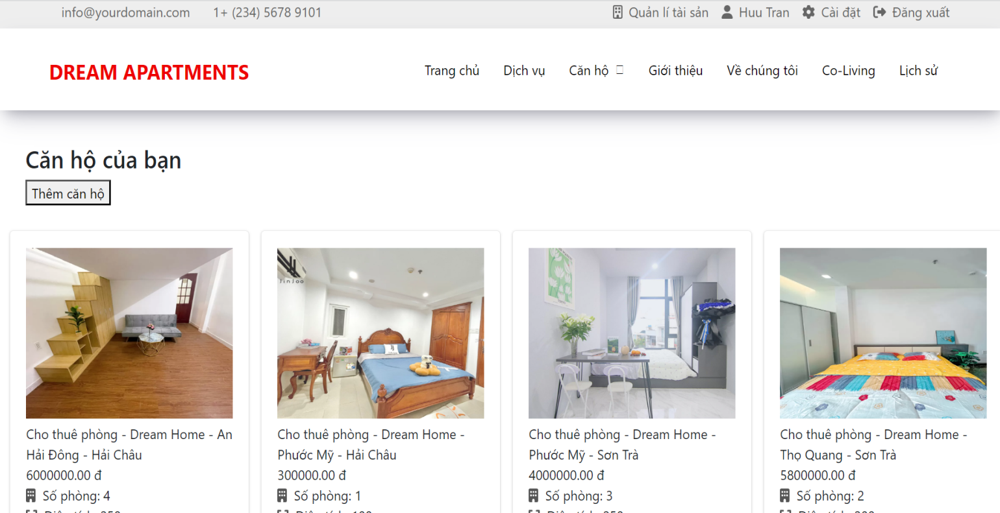 info@yourdomain.com 1+ (234) 5678 9101 Quản lí tài sản Huu Tran Cài đặt Đăng xuất
DREAM APARTMENTS Trang chủ Dịch vụ Căn hộ Giới thiệu Về chúng tôi Co-Living Lịch sử
Căn hộ của bạn
Thêm căn hộ
JinJoo
Cho thuê phòng - Dream Home - An
Hải Đông - Hải Châu
6000000.00 đ
Số phòng: 4
Cho thuê phòng - Dream Home -
Phước Mỹ - Hải Châu
300000.00 đ
Số phòng: 1
Cho thuê phòng - Dream Home -
Phước Mỹ - Sơn Trà
4000000.00 đ
Số phòng: 3
Cho thuê phòng - Dream Home -
Thọ Quang - Sơn Trà
5800000.00 đ
Số phòng: 2